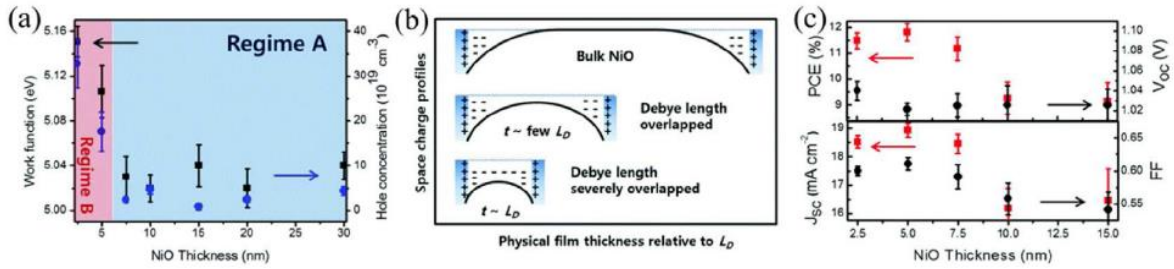 (a)
5.16
5.12
5.08
5.04
5.00
Work function (eV)
Regime B
Regime A
40
30
20
10
0
Hole concentration (10¹⁹ cm⁻³)
5
10
15
20
25
30
NiO Thickness (nm)
(b)
Space charge profiles
Bulk NiO
t ~ few L_D
Debye length
overlapped
t ~ L_D
Debye length
severely overlapped
Physical film thickness relative to L_D
(c)
PCE (%)
12
11
10
9
1.10
1.08
1.06
1.04
1.02
V_OC (V)
J_SC (mA cm⁻²)
19
18
17
16
0.65
0.60
0.55
FF
2.5
5.0
7.5
10.0
12.5
15.0
NiO Thickness (nm)